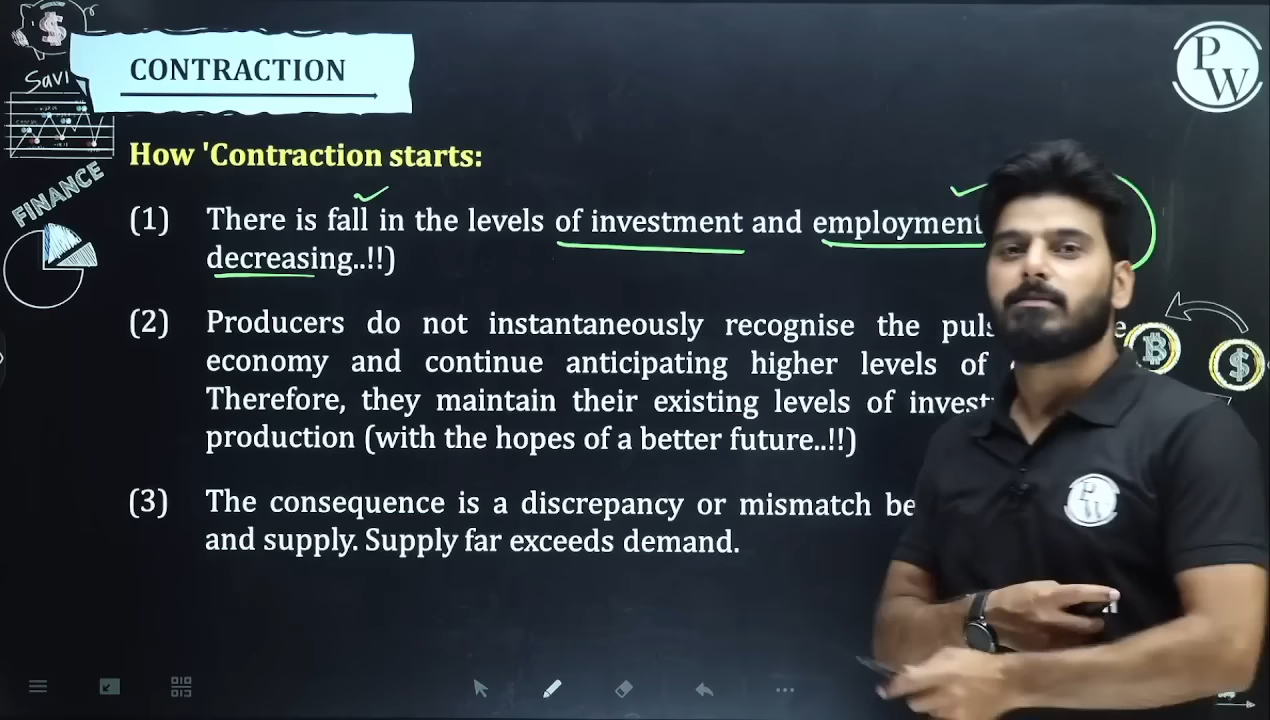 Savi
FINANCE
CONTRACTION
PW
How 'Contraction starts:
(1) There is fall in the levels of investment and employment
decreasing..!!)
(2) Producers do not instantaneously recognise the
economy and continue anticipating higher levels of
Therefore, they maintain their existing levels of
production (with the hopes of a better future..!!)
(3) The consequence is a discrepancy or mismatch
and supply. Supply far exceeds demand.
PW